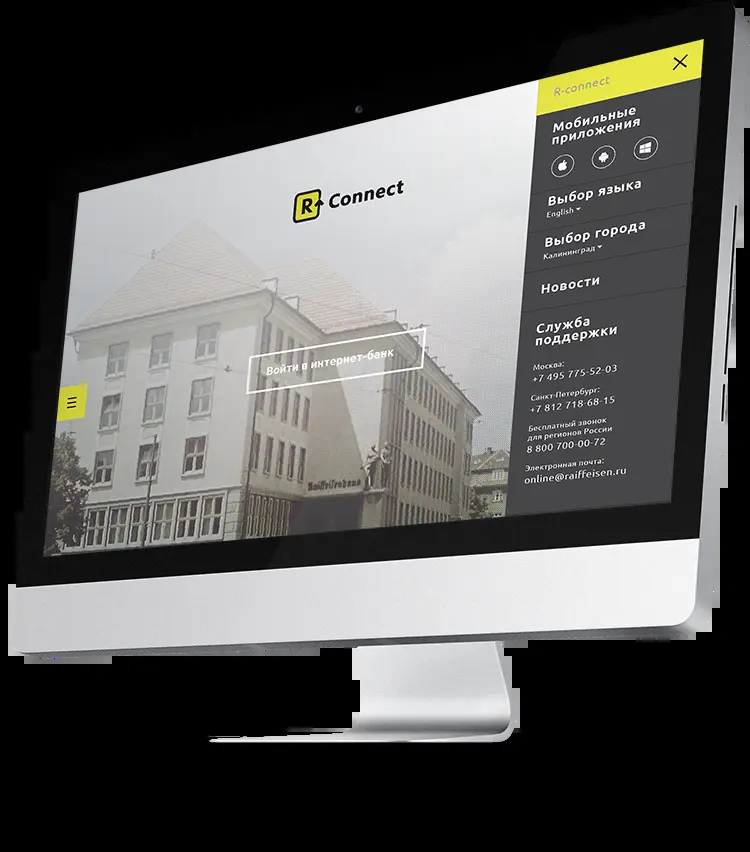 R-connect
Мобильные
приложения
R Connect
Выбор языка
English
Выбор города
Калининград
Новости
Войти в интернет-банк
Служба
поддержки
Москва:
+7 495 775-52-03
Санкт-Петербург:
+7 812 718-68-15
Бесплатный звонок
для регионов России
8 800 700-00-72
Электронная почта:
online@raiffeisen.ru
Raiffeisenhaus